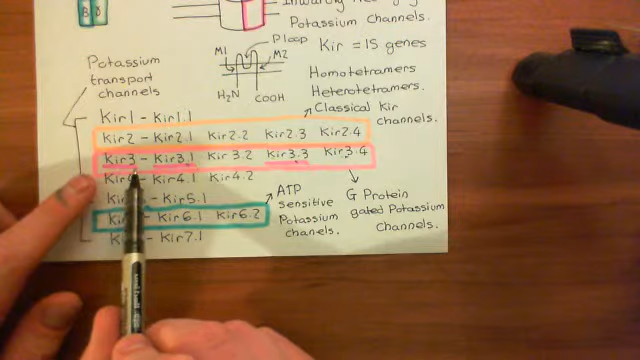 B
Potassium channels.
Kir = 15 genes
P loop
M1
M2
H₂N
COOH
Homotetramers
Heterotetramers.
Potassium
transport
channels
Classical Kir
channels.
Kir1 - Kir1.1
Kir2 - Kir2.1 Kir2.2 Kir2.3 Kir2.4
Kir3 - Kir3.1 Kir3.2 Kir3.3 Kir3.4
- Kir4.1 Kir4.2
- Kir5.1
- Kir6.1 Kir6.2
- Kir7.1
ATP
sensitive
Potassium
chanels.
G Protein
gated Potassium
Channels.